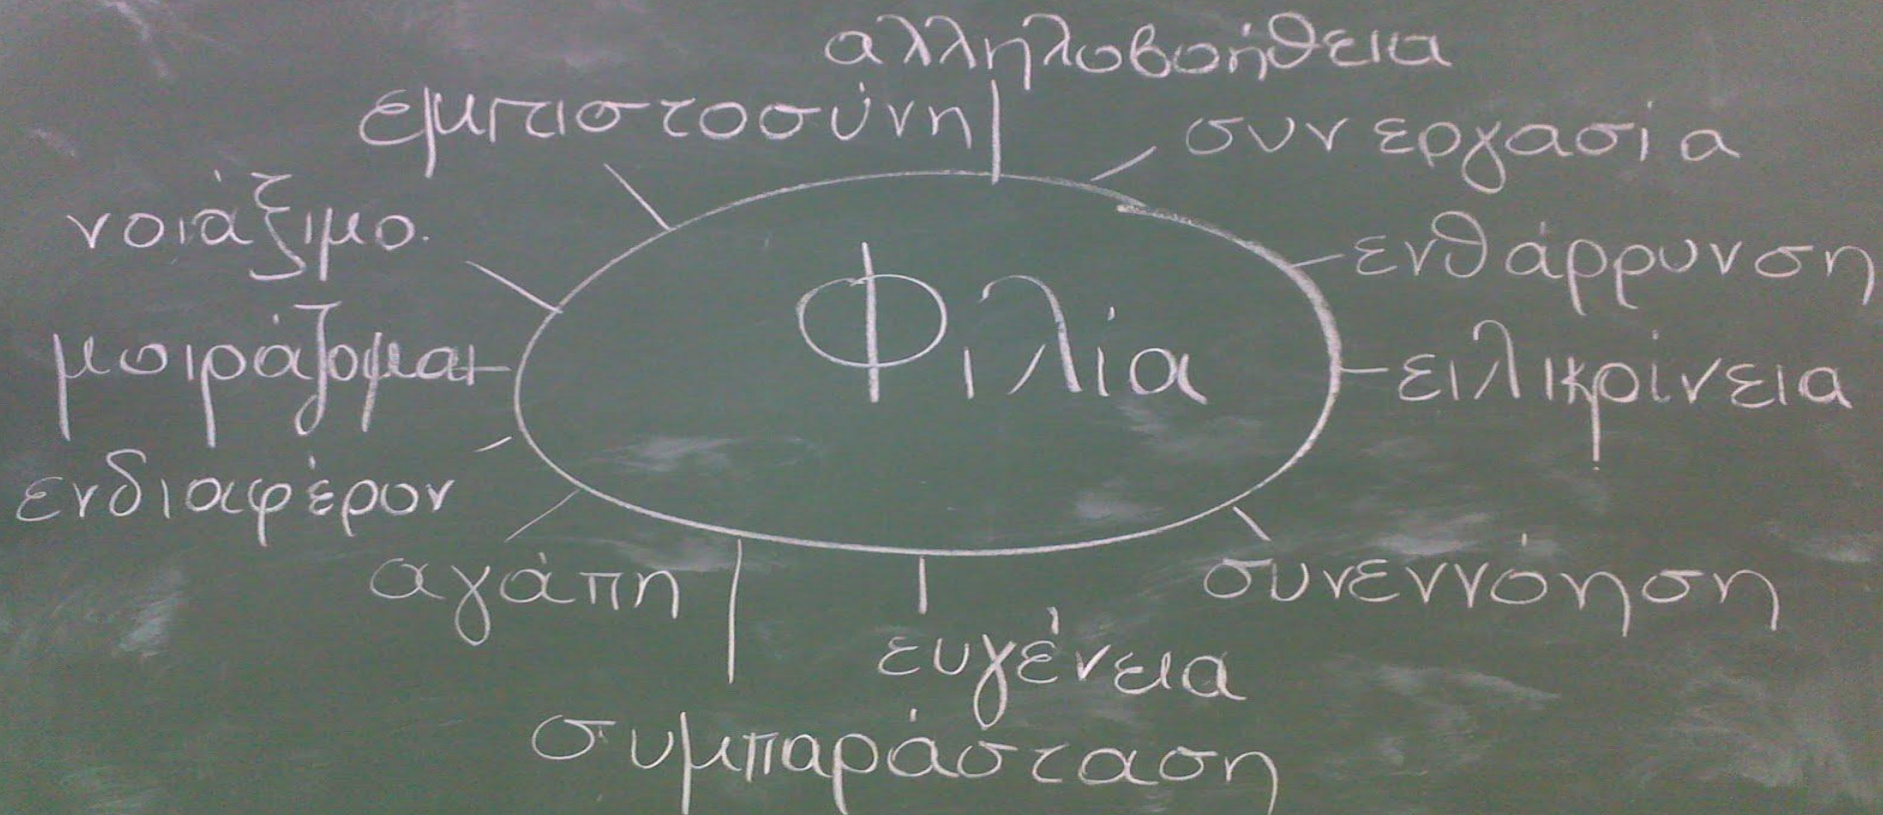 αλληλοβοήθεια
εμπιστοσύνη
συνεργασία
νοιάξιμο.
ενθάρρυνση
Φιλία
μοιράζομαι
ειλικρίνεια
ενδιαφέρον
αγάπη
συνεννόηση
ευγένεια
συμπαράσταση